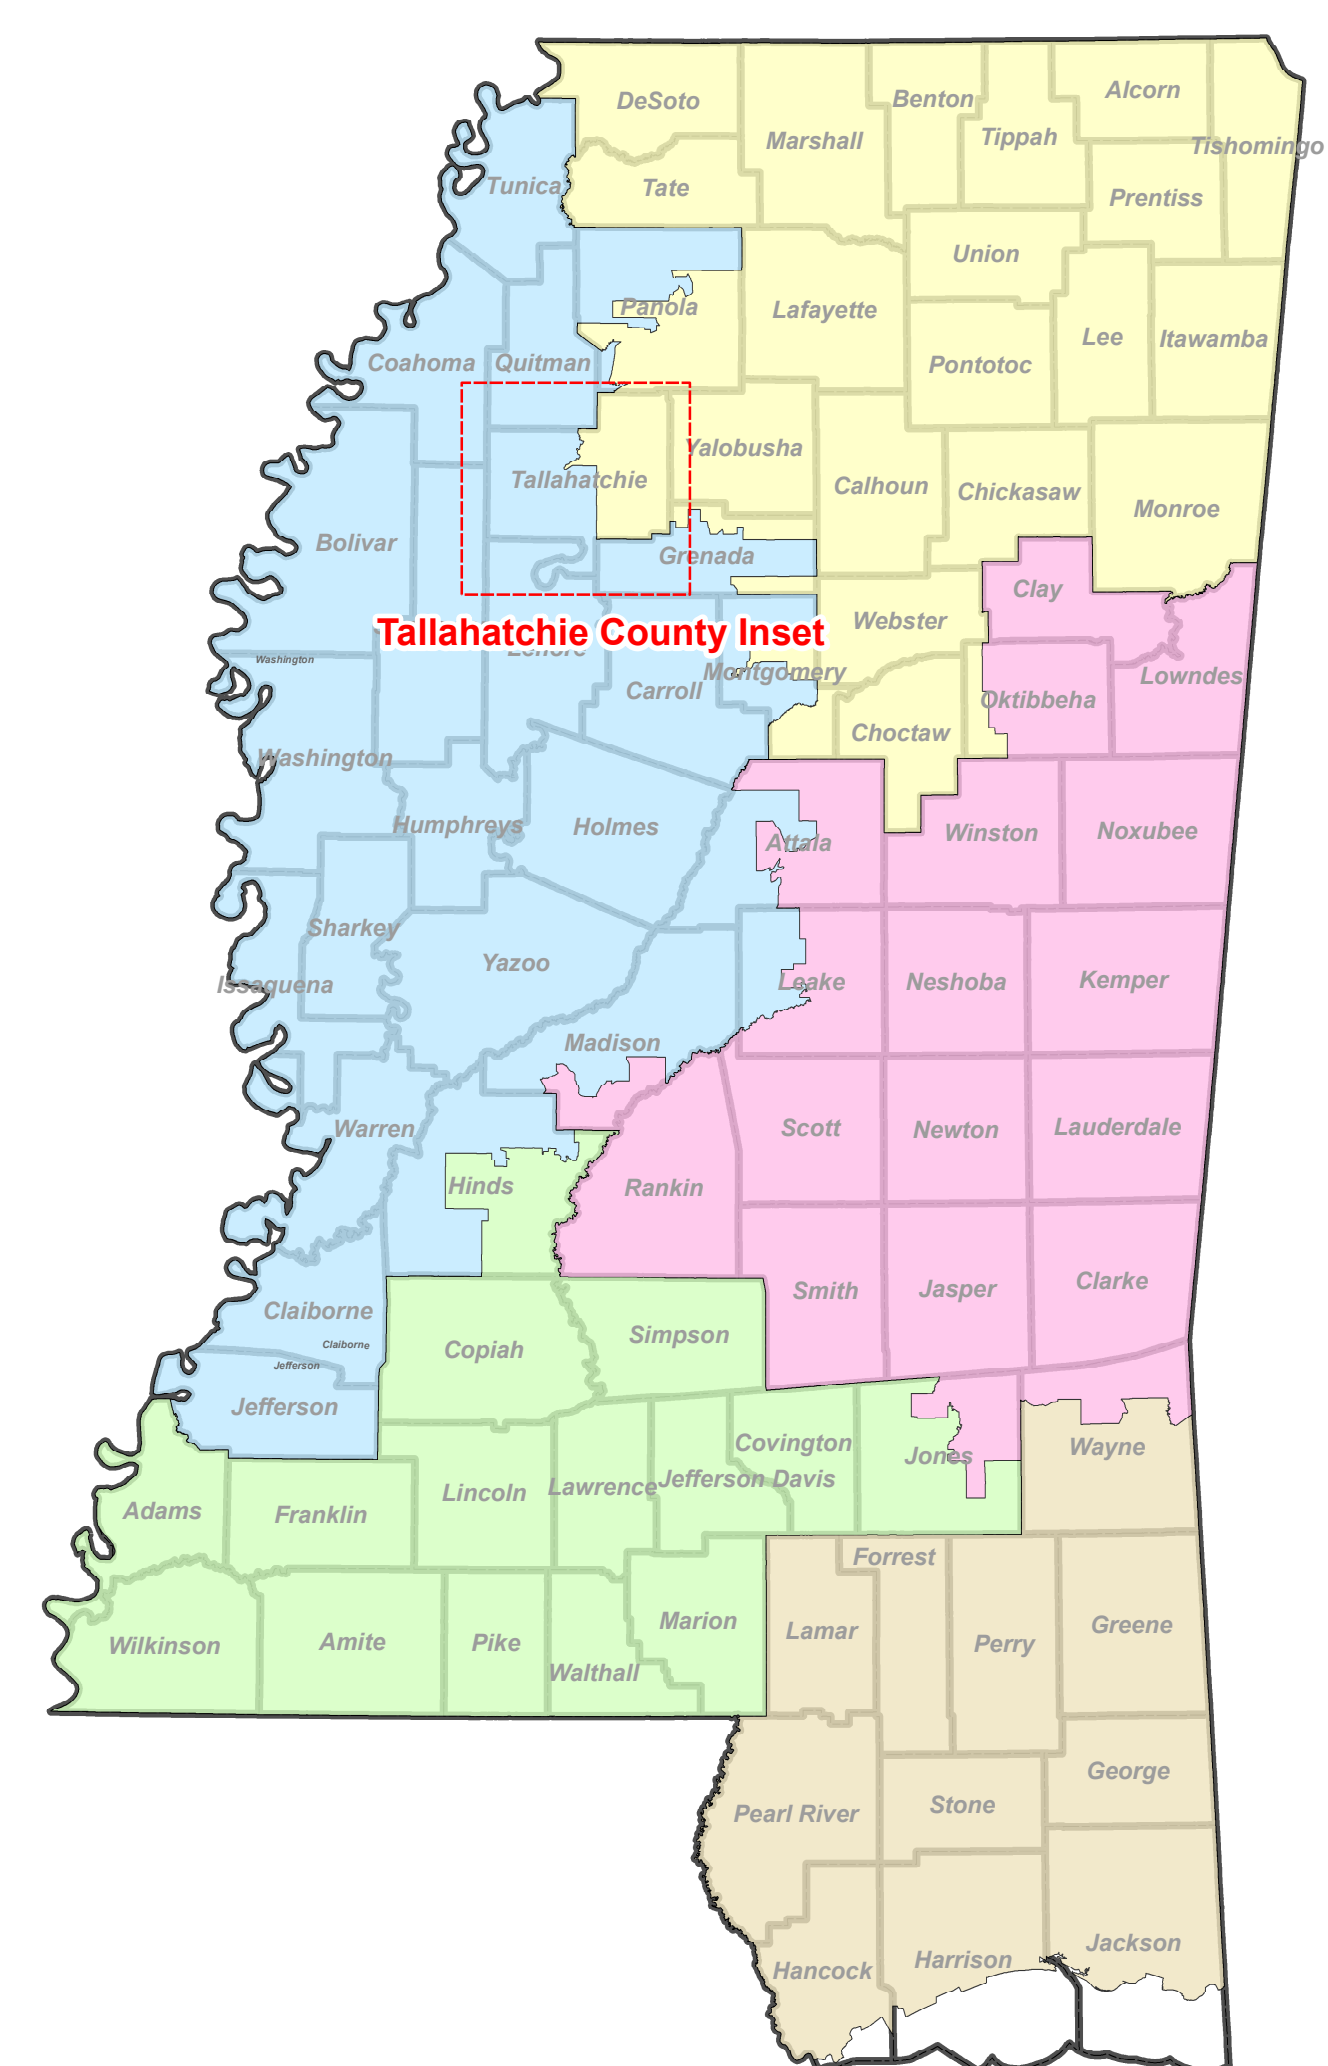 DeSoto
Marshall
Benton
Tippah
Alcorn
Tishomingo
Tunica
Tate
Prentiss
Union
Panola
Lafayette
Coahoma
Quitman
Pontotoc
Lee
Itawamba
Tallahatchie
Yalobusha
Calhoun
Chickasaw
Monroe
Bolivar
Grenada
Clay
Webster
Tallahatchie County Inset
Washington
Carroll
Montgomery
Oktibbeha
Lowndes
Washington
Choctaw
Humphreys
Holmes
Attala
Winston
Noxubee
Sharkey
Yazoo
Issaquena
Leake
Neshoba
Kemper
Madison
Warren
Scott
Newton
Lauderdale
Hinds
Rankin
Claiborne
Smith
Jasper
Clarke
Claiborne
Copiah
Simpson
Jefferson
Jefferson
Covington
Jones
Wayne
Adams
Franklin
Lincoln
Lawrence
Jefferson Davis
Forrest
Wilkinson
Amite
Pike
Walthall
Marion
Lamar
Perry
Greene
Pearl River
Stone
George
Hancock
Harrison
Jackson